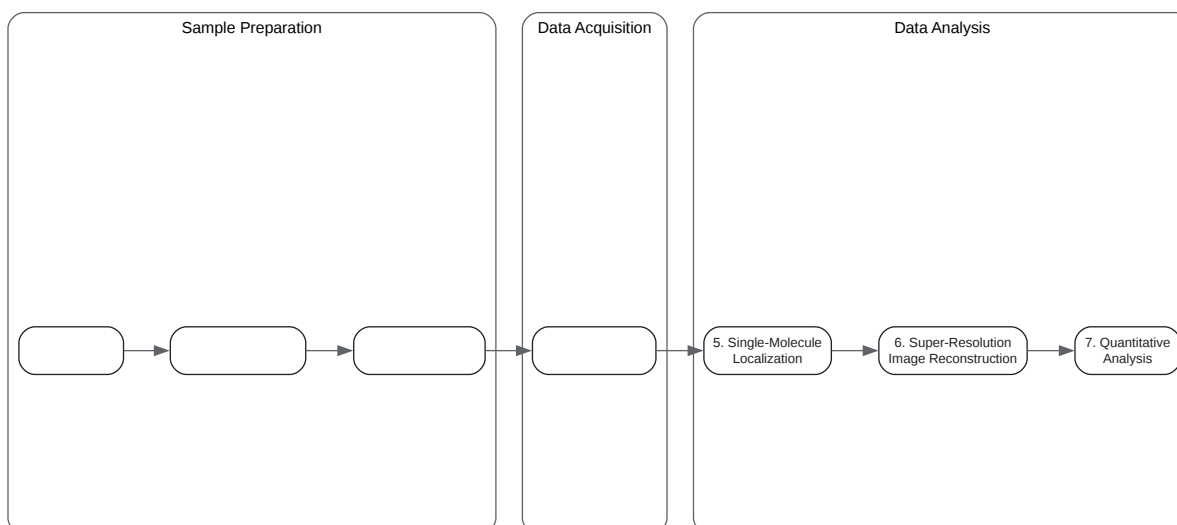 Sample Preparation
Data Acquisition
Data Analysis
5. Single-Molecule
Localization
6. Super-Resolution
Image Reconstruction
7. Quantitative
Analysis